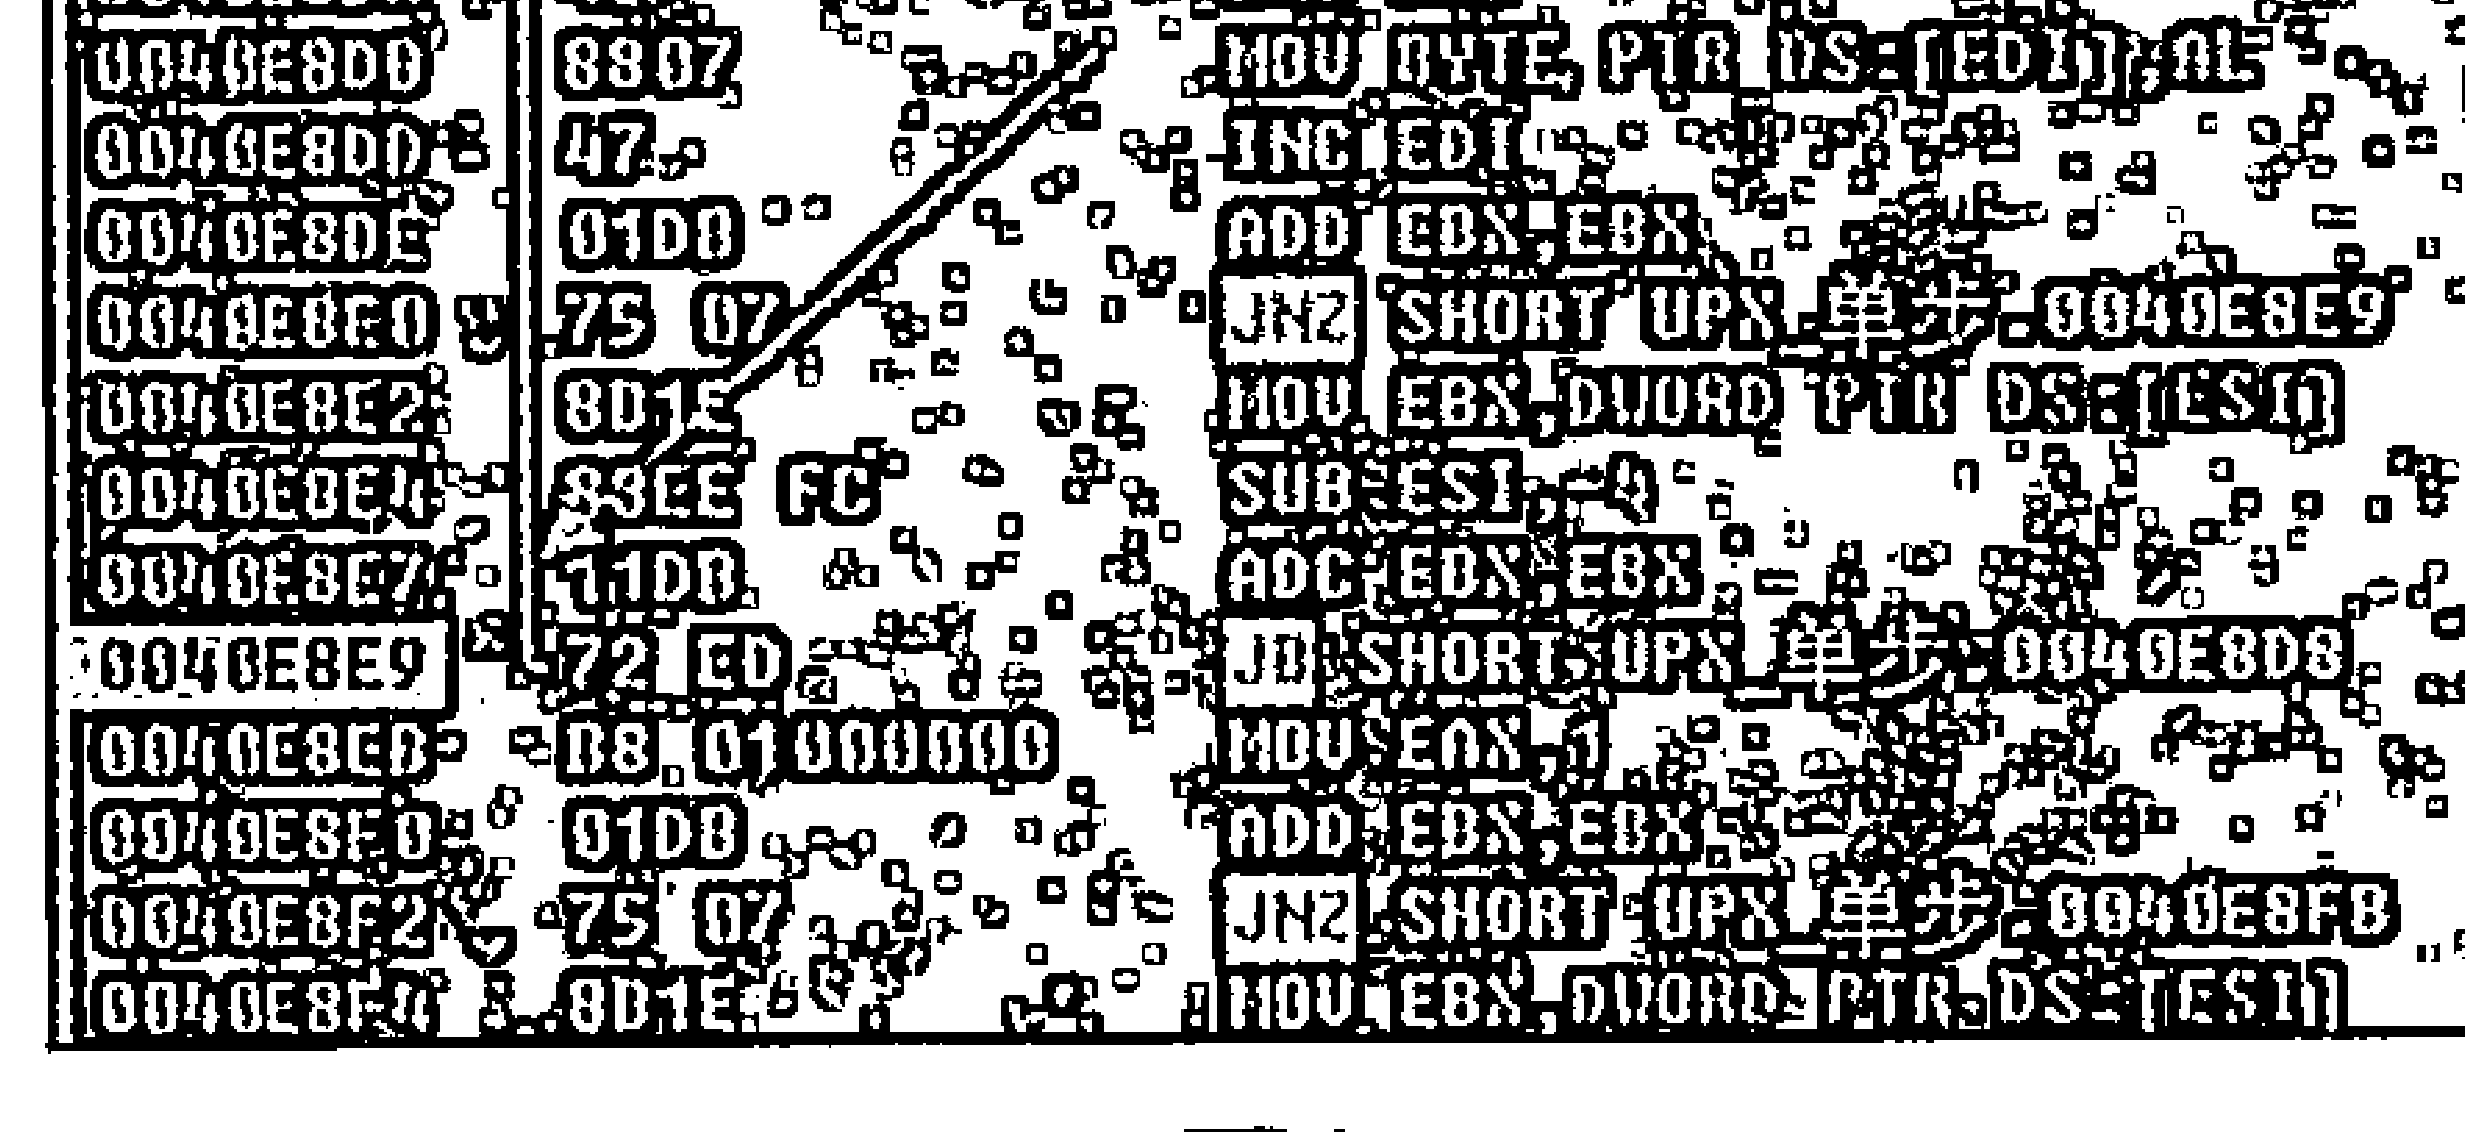 0040E8DB 8807 MOV BYTE PTR DS:[EDI],AL
0040E8DD 47 INC EDI
0040E8DE 01DB ADD EBX,EBX
0040E8E0 75 07 JNZ SHORT UPX_单步.0040E8E9
0040E8E2 8B1E MOV EBX,DWORD PTR DS:[ESI]
0040E8E4 83EE FC SUB ESI,-4
0040E8E7 11DB ADC EBX,EBX
0040E8E9 72 ED JB SHORT UPX_单步.0040E8D8
0040E8EB B8 01000000 MOV EAX,1
0040E8F0 01DB ADD EBX,EBX
0040E8F2 75 07 JNZ SHORT UPX_单步.0040E8FB
0040E8F4 8B1E MOV EBX,DWORD PTR DS:[ESI]